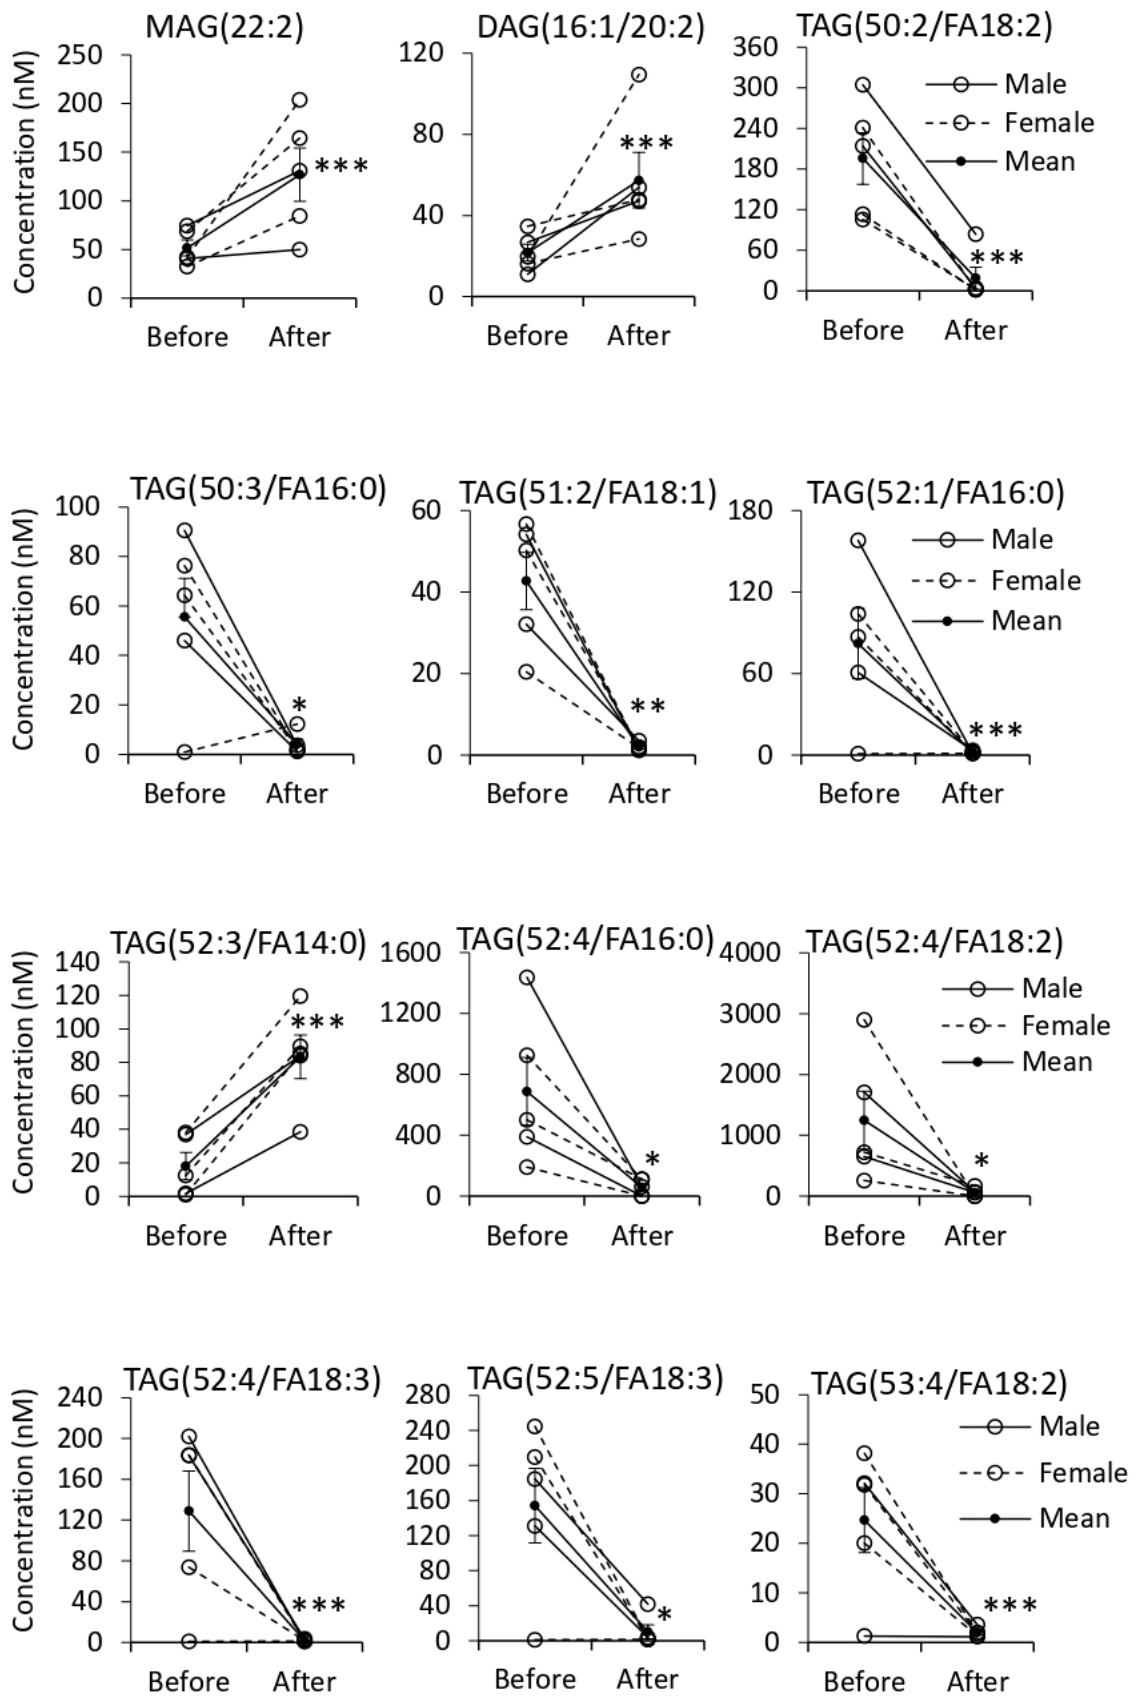 MAG(22:2)
Concentration (nM)
250
200
150
100
50
0
***
Before After
DAG(16:1/20:2)
120
80
40
0
***
Before After
TAG(50:2/FA18:2)
360
300
240
180
120
60
0
Male
Female
Mean
***
Before After
TAG(50:3/FA16:0)
Concentration (nM)
100
80
60
40
20
0
*
Before After
TAG(51:2/FA18:1)
60
40
20
0
**
Before After
TAG(52:1/FA16:0)
180
120
60
0
Male
Female
Mean
***
Before After
TAG(52:3/FA14:0)
Concentration (nM)
140
120
100
80
60
40
20
0
***
Before After
TAG(52:4/FA16:0)
1600
1200
800
400
0
*
Before After
TAG(52:4/FA18:2)
4000
3000
2000
1000
0
Male
Female
Mean
*
Before After
TAG(52:4/FA18:3)
Concentration (nM)
240
200
160
120
80
40
0
***
Before After
TAG(52:5/FA18:3)
280
240
200
160
120
80
40
0
*
Before After
TAG(53:4/FA18:2)
50
40
30
20
10
0
Male
Female
Mean
***
Before After